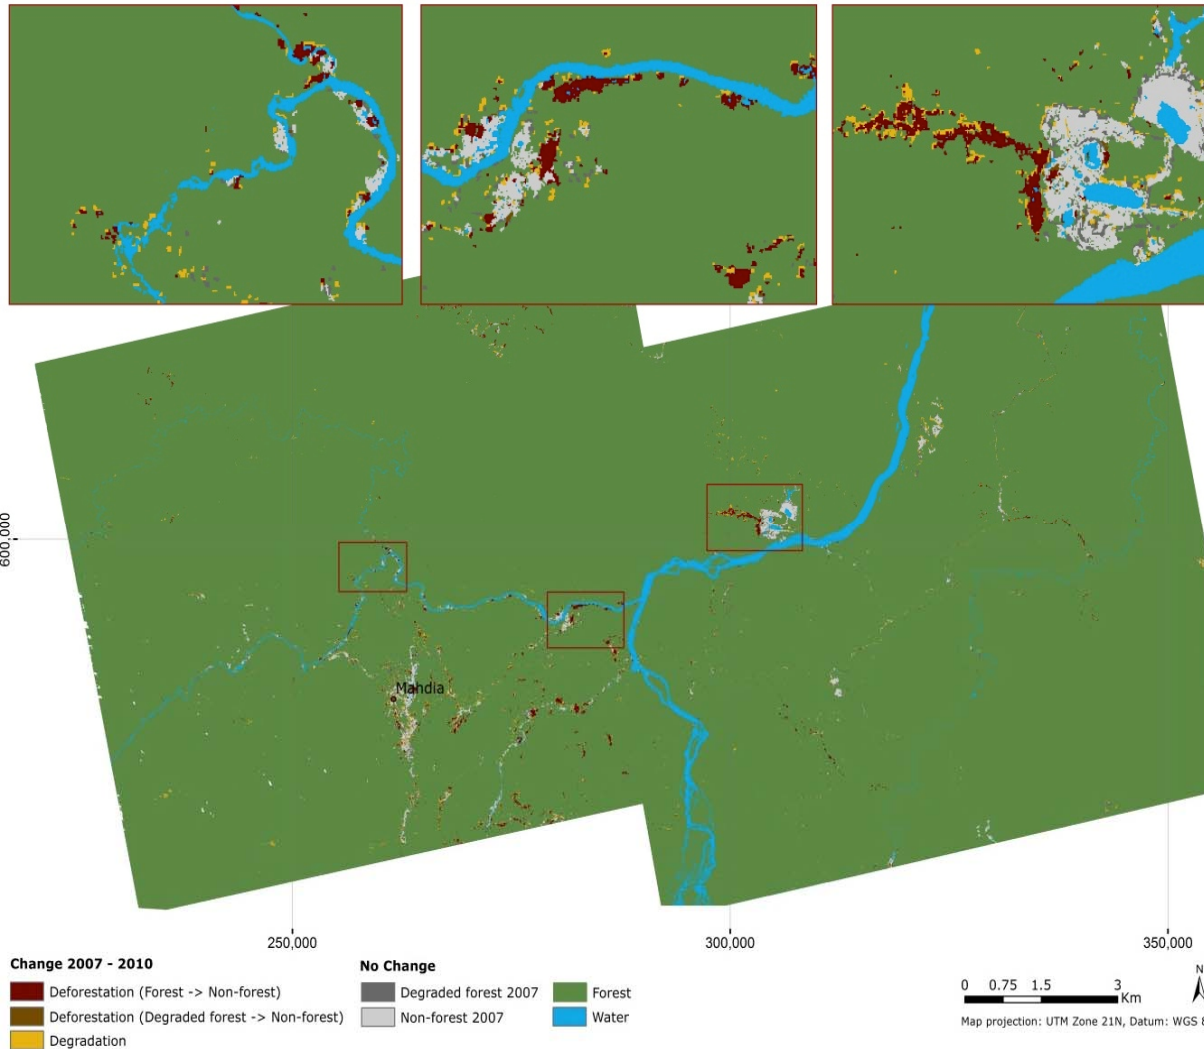 600,000
Mahdia
250,000
300,000
350,000
Change 2007 - 2010
Deforestation (Forest -> Non-forest)
Deforestation (Degraded forest -> Non-forest)
Degradation
No Change
Degraded forest 2007
Non-forest 2007
Forest
Water
N
0 0.75 1.5 3
Km
Map projection: UTM Zone 21N, Datum: WGS 8